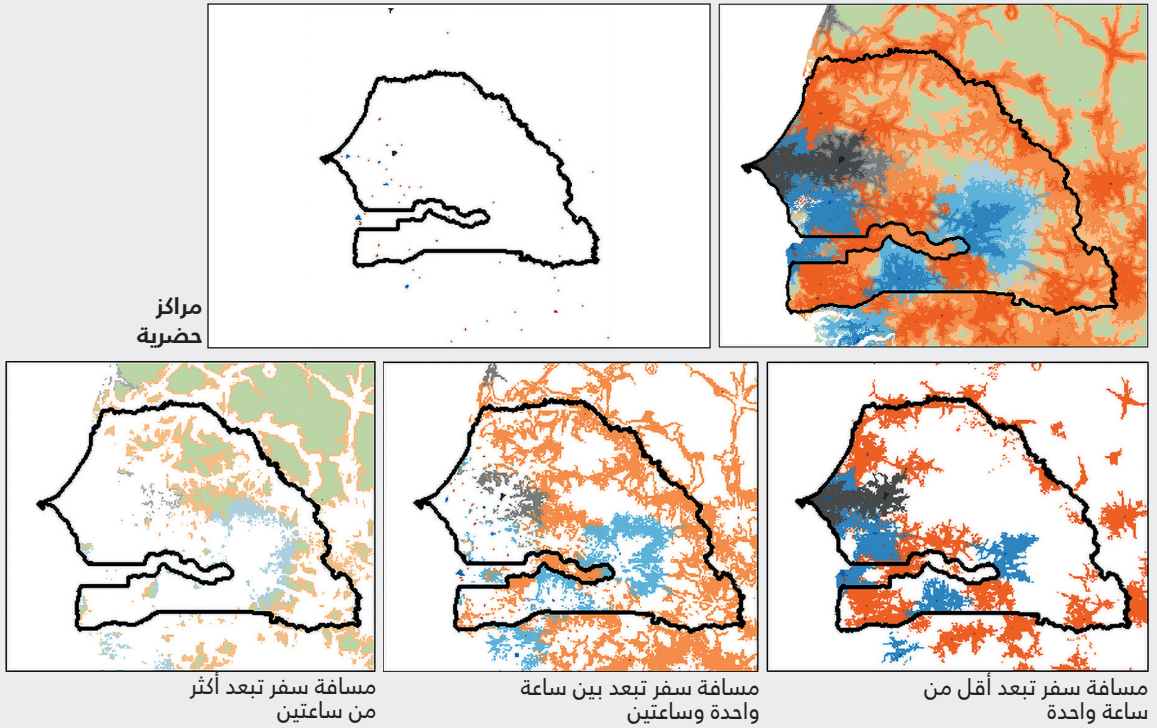 مراكز
حضرية
مسافة سفر تبعد أقل من
ساعة واحدة
مسافة سفر تبعد بين ساعة
واحدة وساعتين
مسافة سفر تبعد أكثر
من ساعتين